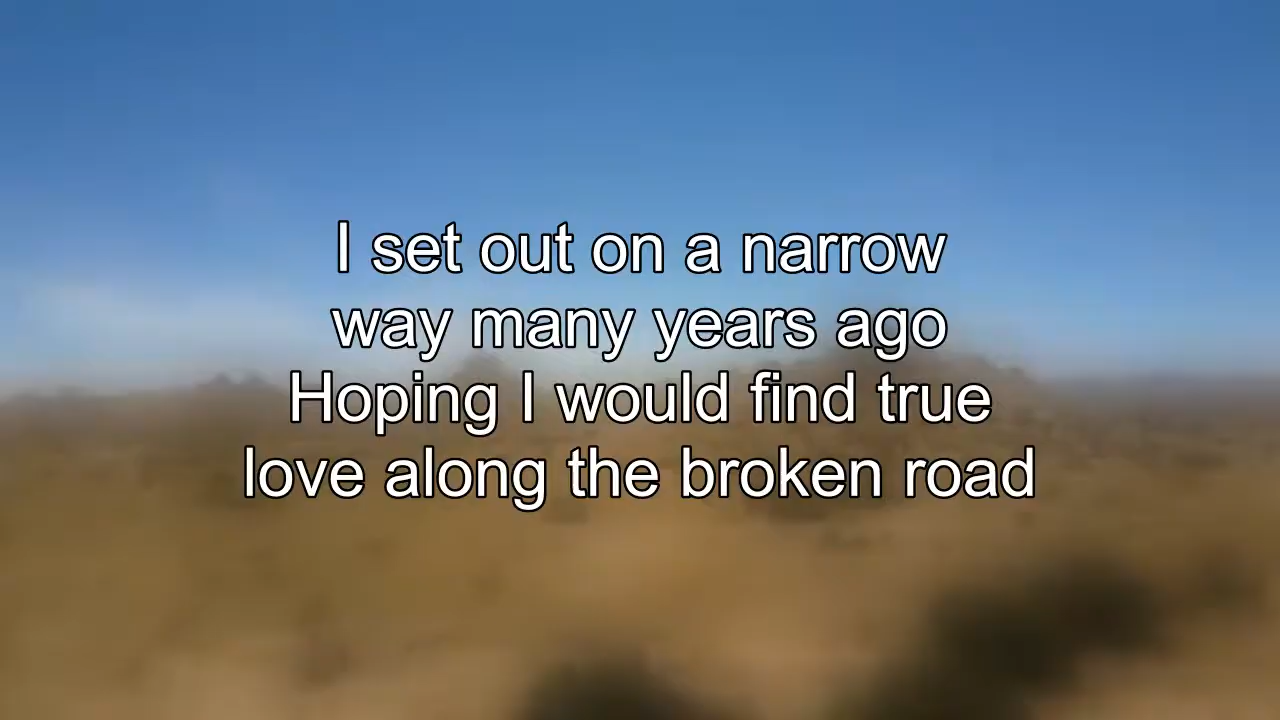 I set out on a narrow
way many years ago
Hoping I would find true
love along the broken road